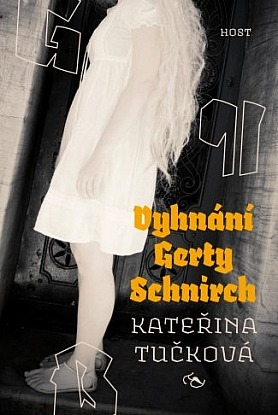 HOST
Vyhnání
Gerty
Schnirch
KATEŘINA
TUČKOVÁ